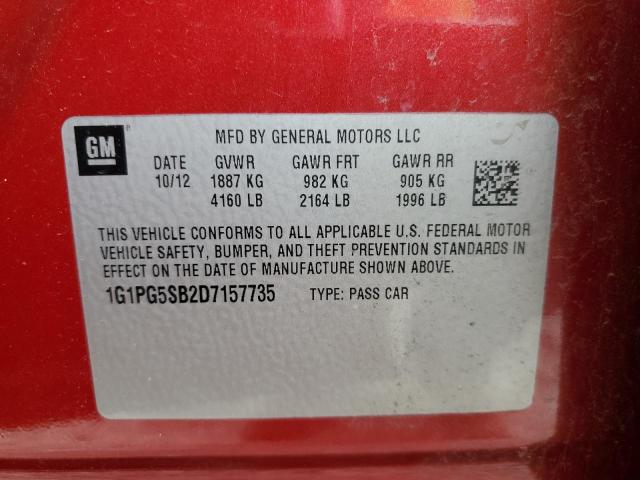 GM
MFD BY GENERAL MOTORS LLC
DATE GVWR GAWR FRT GAWR RR
10/12 1887 KG 982 KG 905 KG
4160 LB 2164 LB 1996 LB
THIS VEHICLE CONFORMS TO ALL APPLICABLE U.S. FEDERAL MOTOR
VEHICLE SAFETY, BUMPER, AND THEFT PREVENTION STANDARDS IN
EFFECT ON THE DATE OF MANUFACTURE SHOWN ABOVE.
1G1PG5SB2D7157735 TYPE: PASS CAR